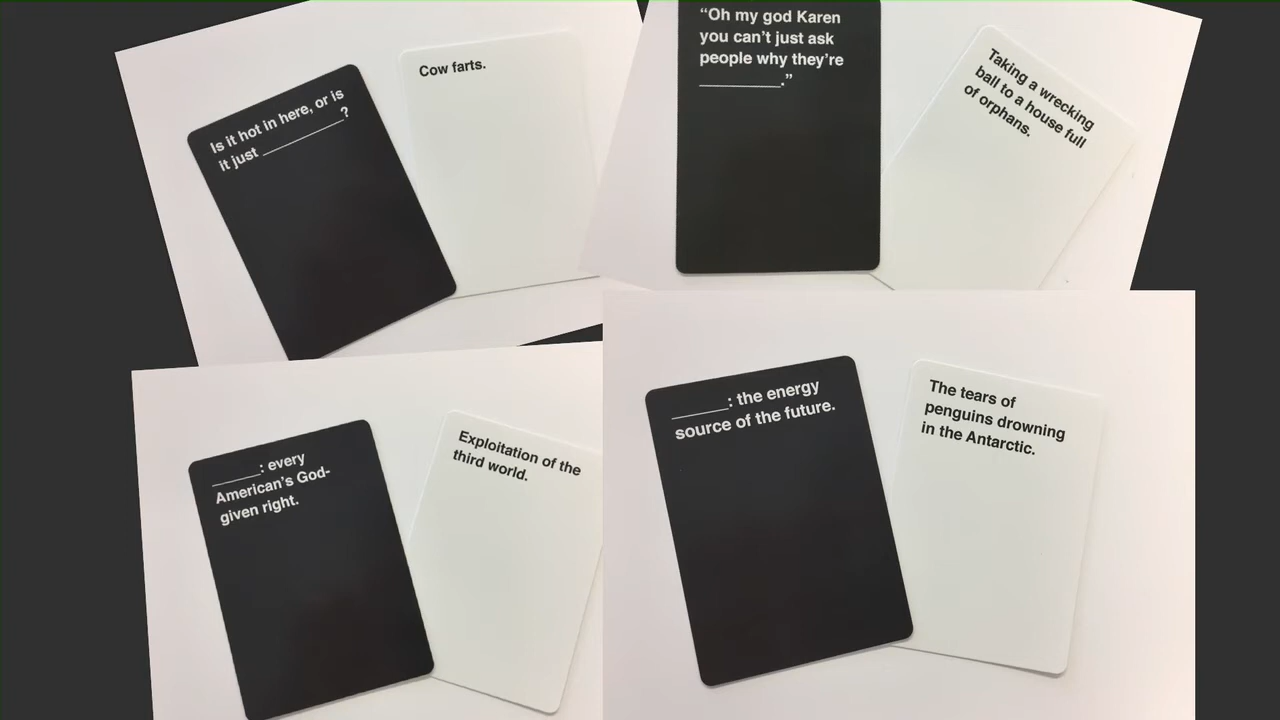 Is it hot in here, or is
it just __________?
Cow farts.
“Oh my god Karen
you can’t just ask
people why they’re
__________.”
Taking a wrecking
ball to a house full
of orphans.
______: every
American’s God-
given right.
Exploitation of the
third world.
______: the energy
source of the future.
The tears of
penguins drowning
in the Antarctic.